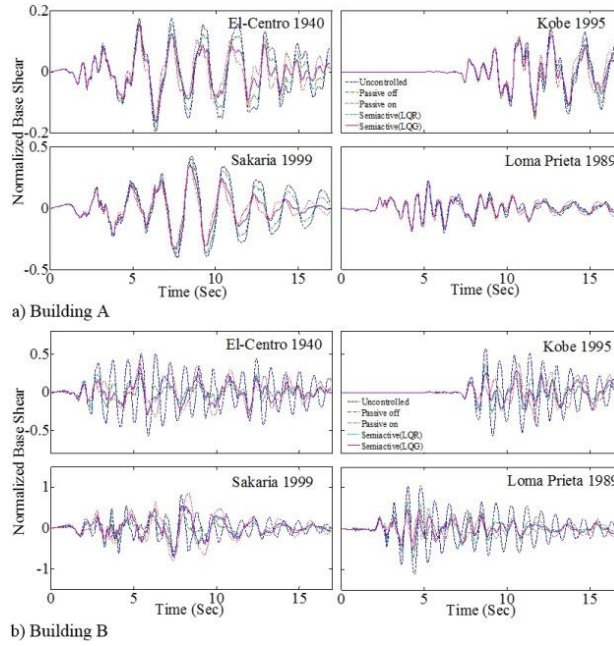 El-Centro 1940
Kobe 1995
0.2
0
-0.2
Uncontrolled
Passive off
Passive on
Semiactive(LQR)
Semiactive(LQG)
Normalized Base Shear
Sakaria 1999
Loma Prieta 1989
0.5
0
-0.5
0 5 10 15 0 5 10 15
Time (Sec) Time (Sec)
a) Building A
El-Centro 1940
Kobe 1995
0.5
0
-0.5
Uncontrolled
Passive off
Passive on
Semiactive(LQR)
Semiactive(LQG)
Normalized Base Shear
Sakaria 1999
Loma Prieta 1989
1
0
-1
0 5 10 15 0 5 10 15
Time (Sec) Time (Sec)
b) Building B